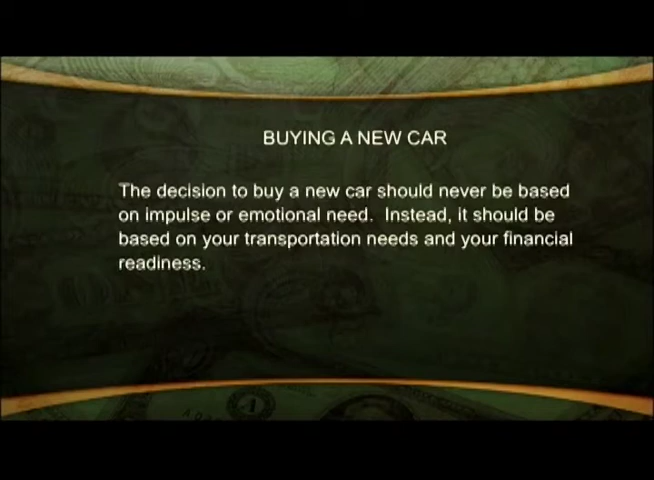 BUYING A NEW CAR
The decision to buy a new car should never be based
on impulse or emotional need. Instead, it should be
based on your transportation needs and your financial
readiness.